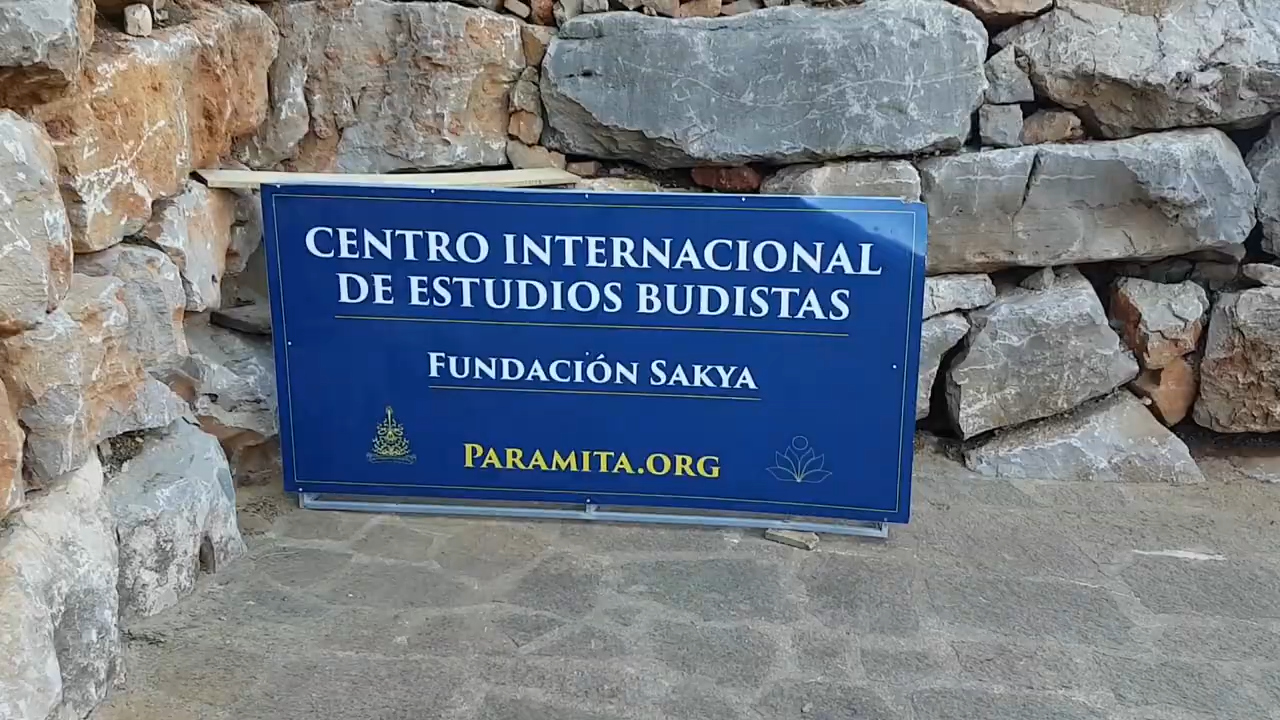 CENTRO INTERNACIONAL
DE ESTUDIOS BUDISTAS
FUNDACIÓN SAKYA
PARAMITA.ORG